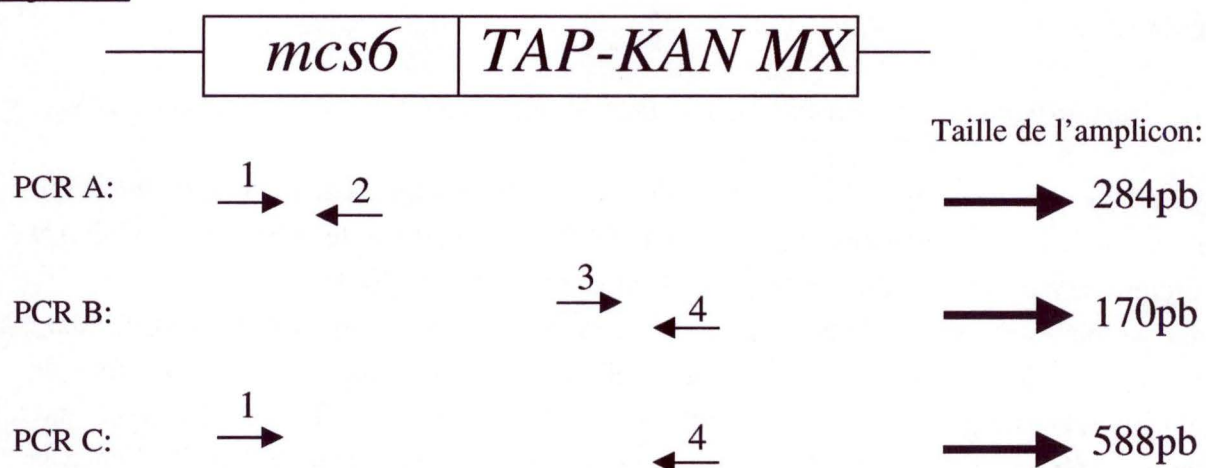 mcs6 TAP-KAN MX
Taille de l'amplicon:
PCR A: 1 2 284pb
PCR B: 3 4 170pb
PCR C: 1 4 588pb